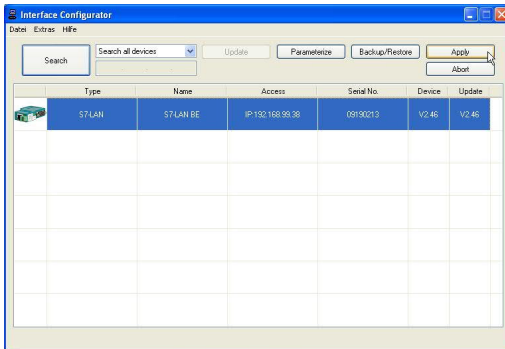 Interface Configurator
Datei Extras Hilfe
Search
Search all devices
Update
Parameterize
Backup/Restore
Apply
Abort
Type Name Access Serial No. Device Update
S7-LAN S7-LAN BE IP:192.168.99.38 09190213 V2.46 V2.46